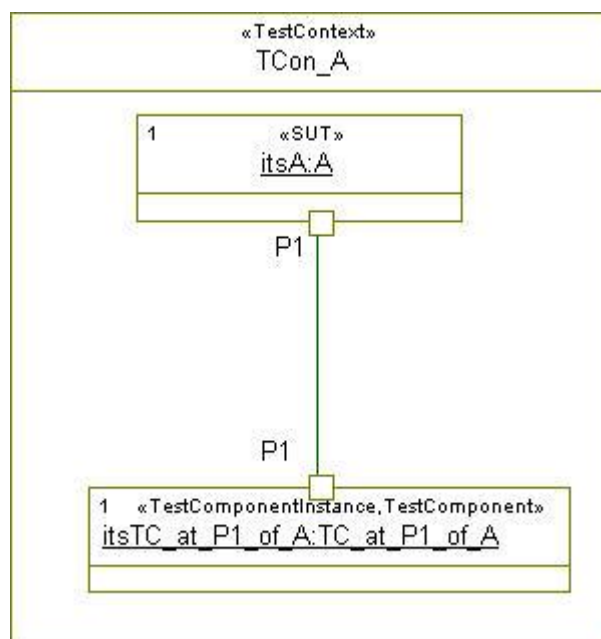 «TestContext»
TCon_A
1 «SUT»
itsA:A
P1
P1
1 «TestComponentInstance,TestComponent»
itsTC_at_P1_of_A:TC_at_P1_of_A